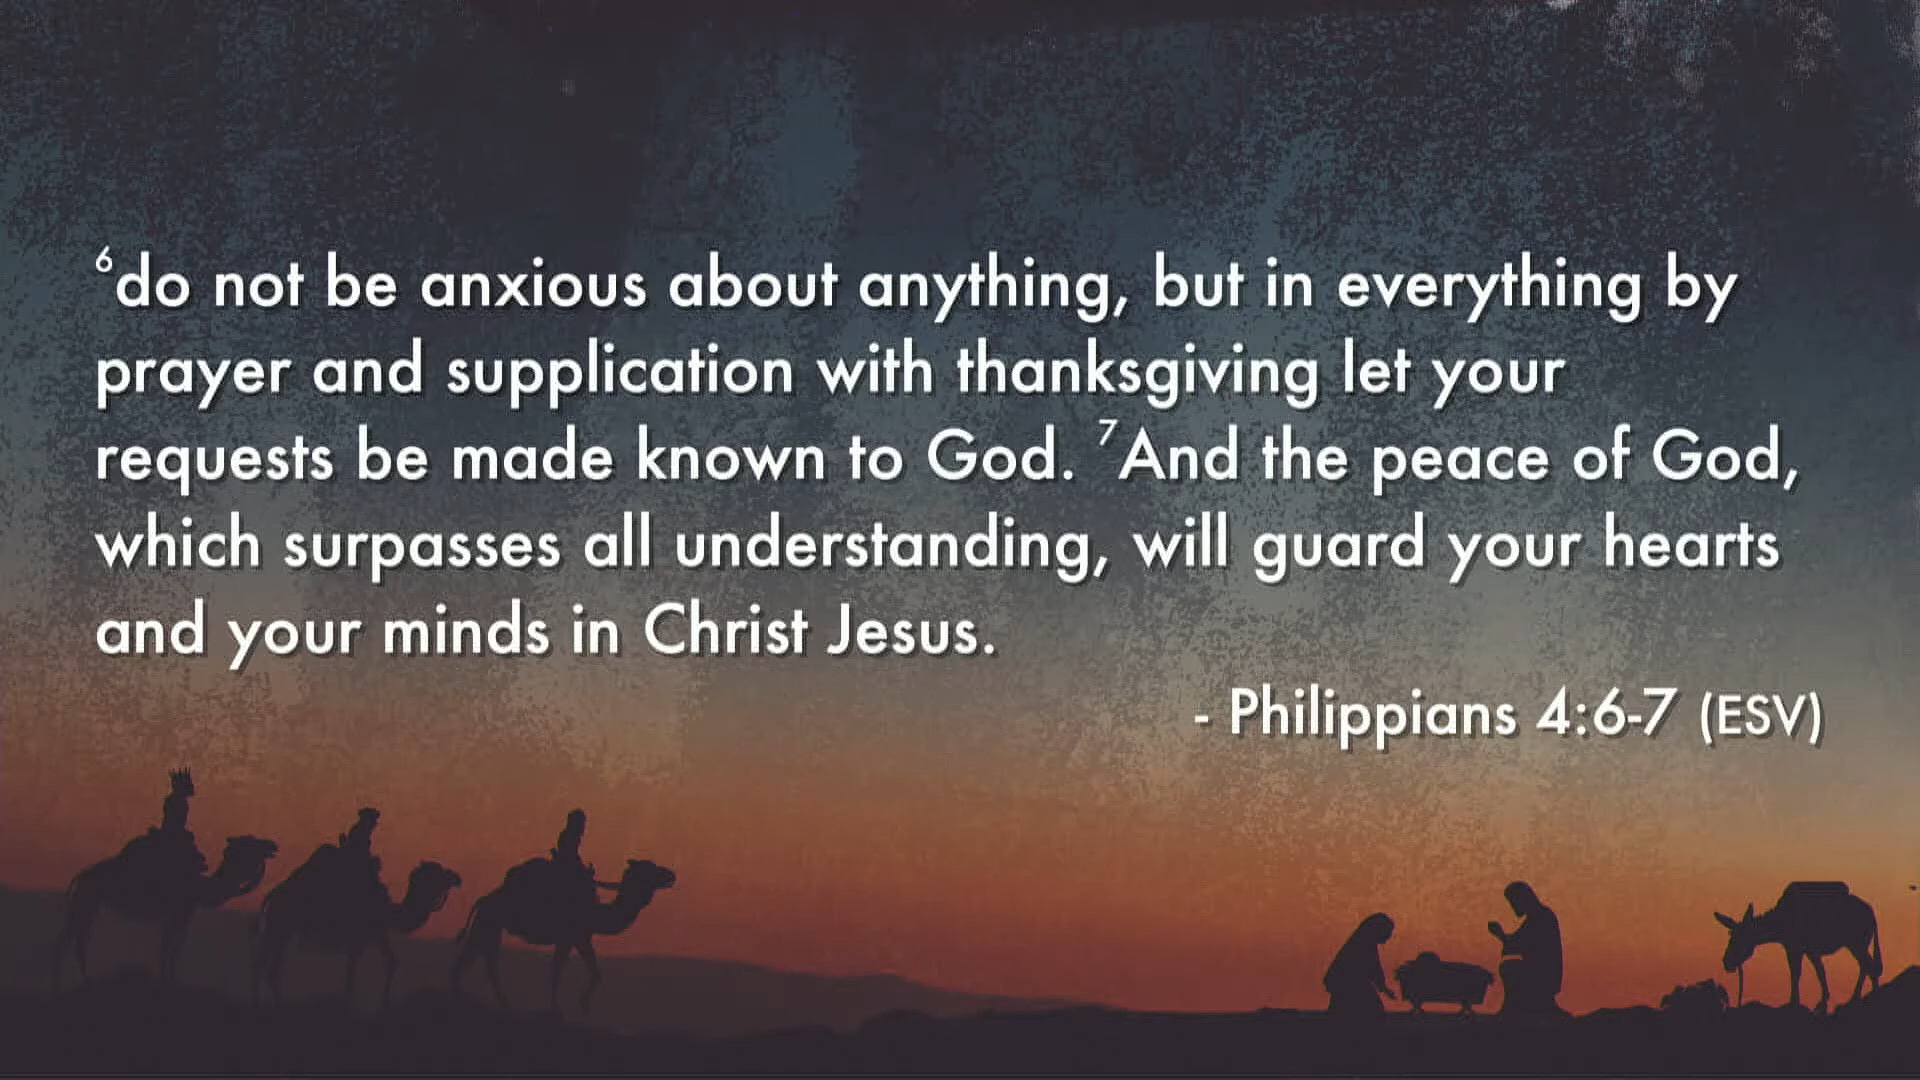 ⁶do not be anxious about anything, but in everything by
prayer and supplication with thanksgiving let your
requests be made known to God. ⁷And the peace of God,
which surpasses all understanding, will guard your hearts
and your minds in Christ Jesus.
- Philippians 4:6-7 (ESV)